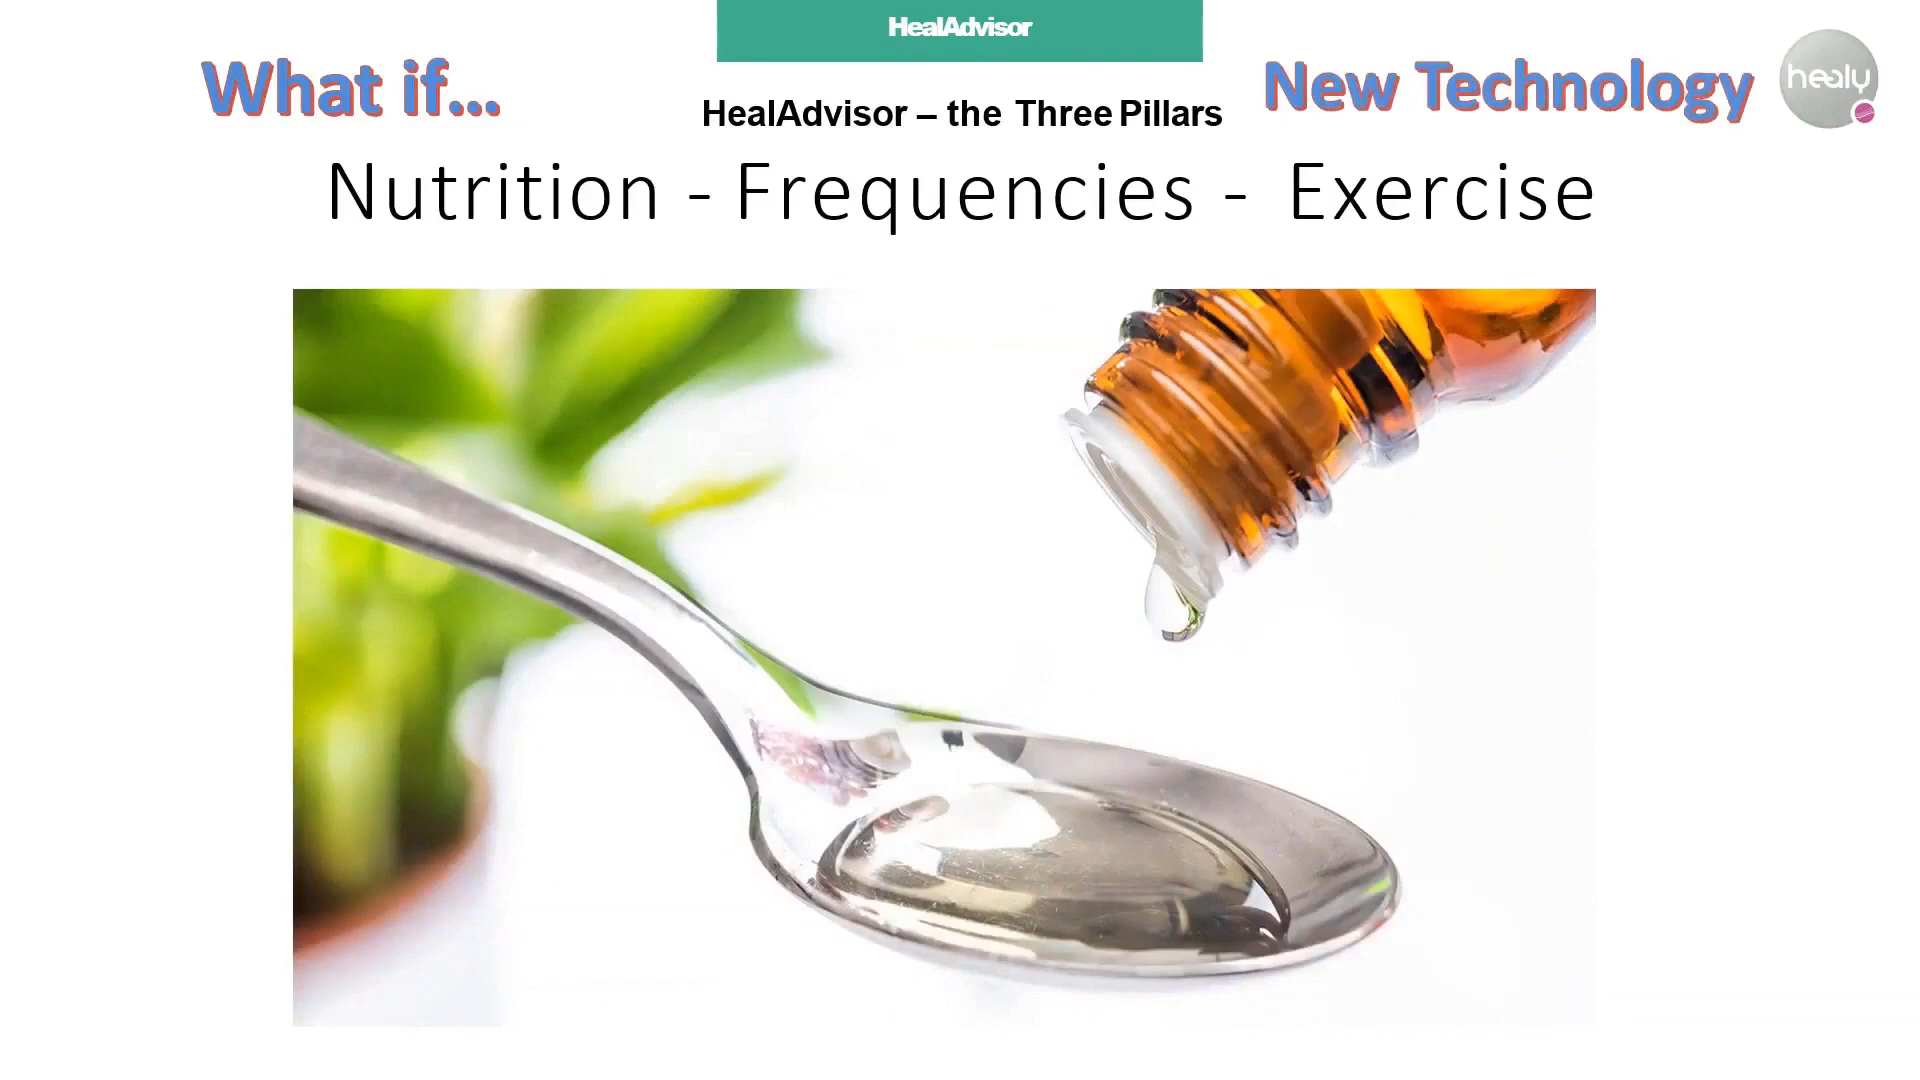 HealAdvisor
What if...
New Technology
healy
HealAdvisor – the Three Pillars
Nutrition - Frequencies - Exercise